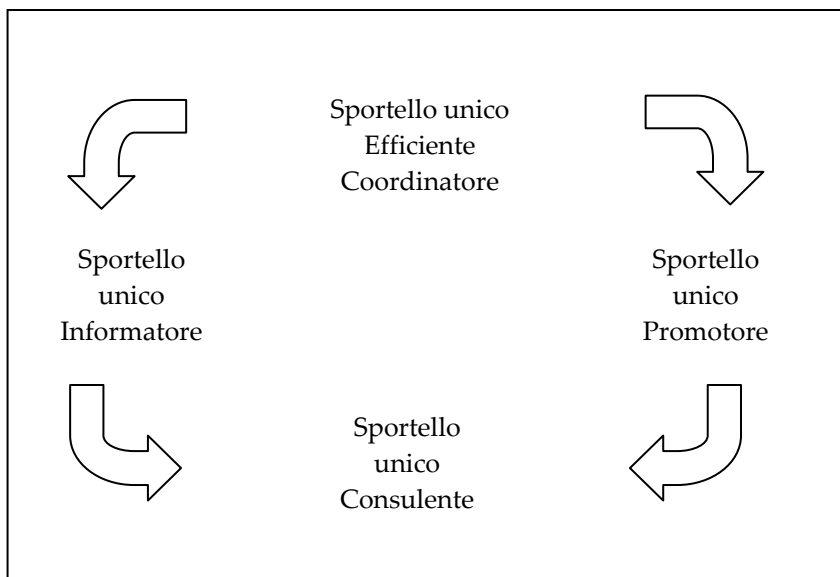 Sportello unico
Efficiente
Coordinatore
Sportello
unico
Informatore
Sportello
unico
Promotore
Sportello
unico
Consulente